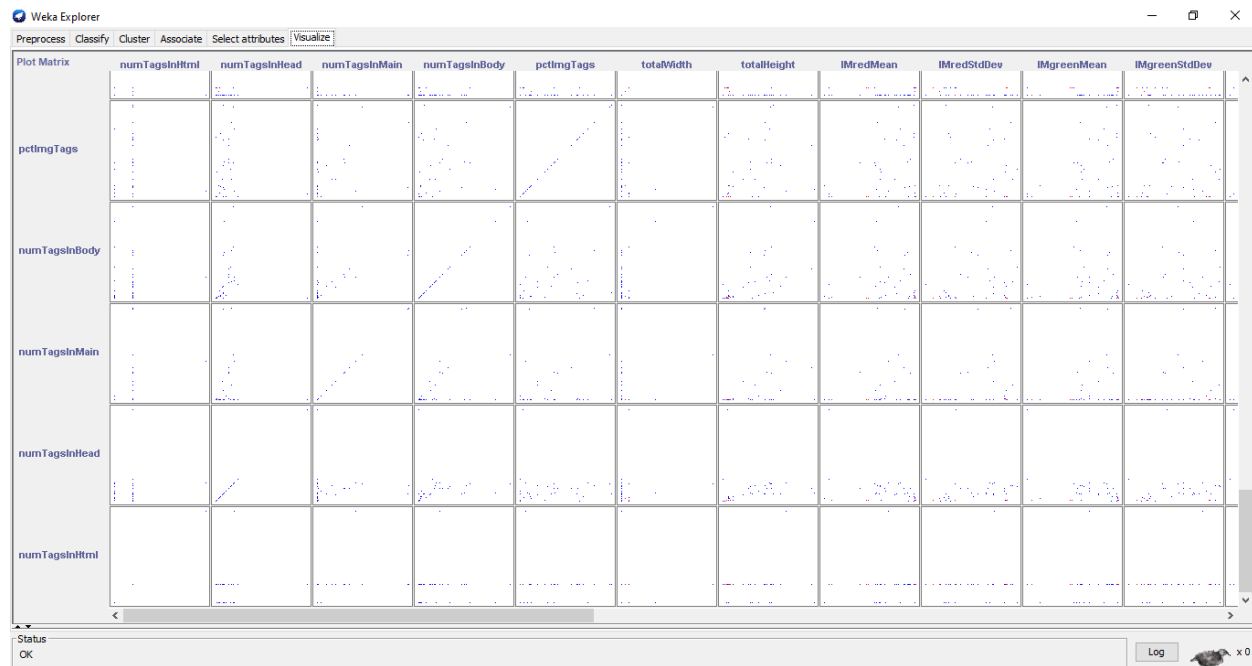 Weka Explorer
Preprocess Classify Cluster Associate Select attributes Visualize
Plot Matrix numTagsInHtml numTagsInHead numTagsInMain numTagsInBody pctImgTags totalWidth totalHeight IMredMean IMredStdDev IMgreenMean IMgreenStdDev
pctImgTags
numTagsInBody
numTagsInMain
numTagsInHead
numTagsInHtml
Status
OK
Log x 0